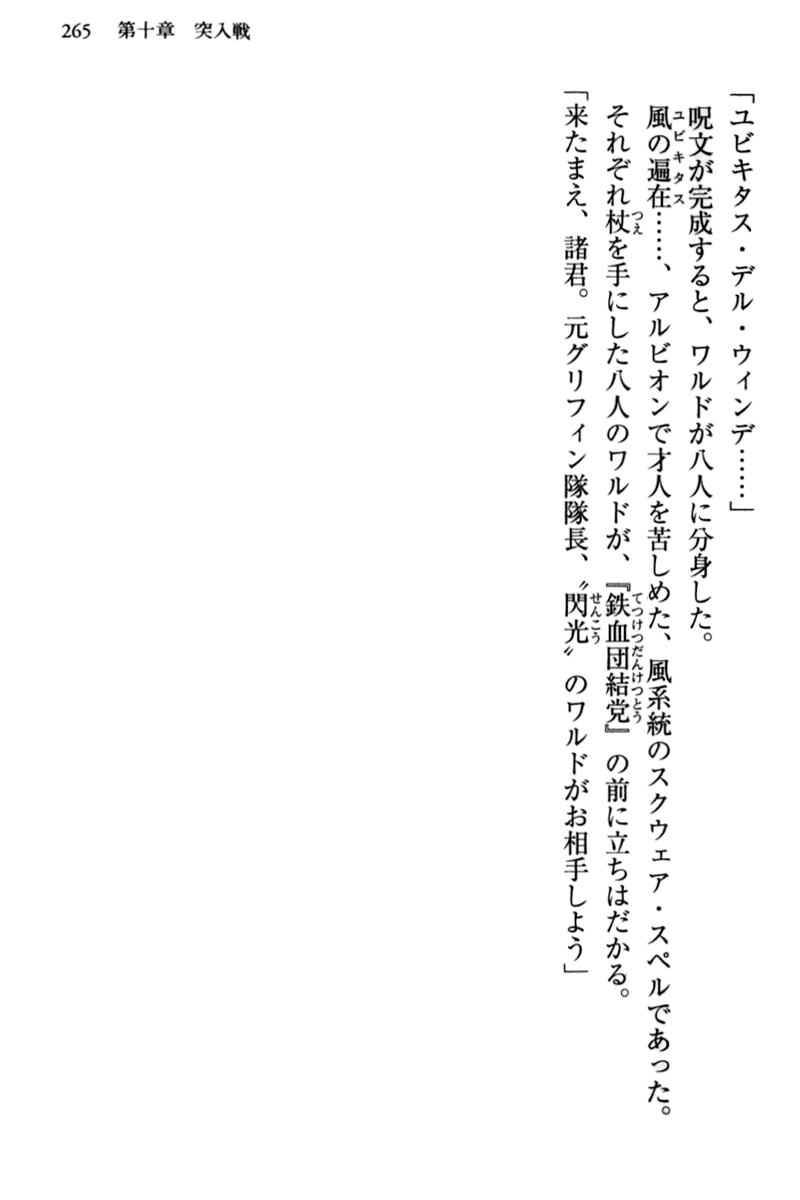 265　第十章　突入戦
「ユビキタス・デル・ウィンデ……」
呪文が完成すると、ワルドが八人に分身した。
風の遍在……、アルビオンで才人を苦しめた、風系統のスクウェア・スペルであった。
それぞれ杖を手にした八人のワルドが、『鉄血団結党』の前に立ちはだかる。
「来たまえ、諸君。元グリフィン隊隊長、〝閃光〟のワルドがお相手しよう」